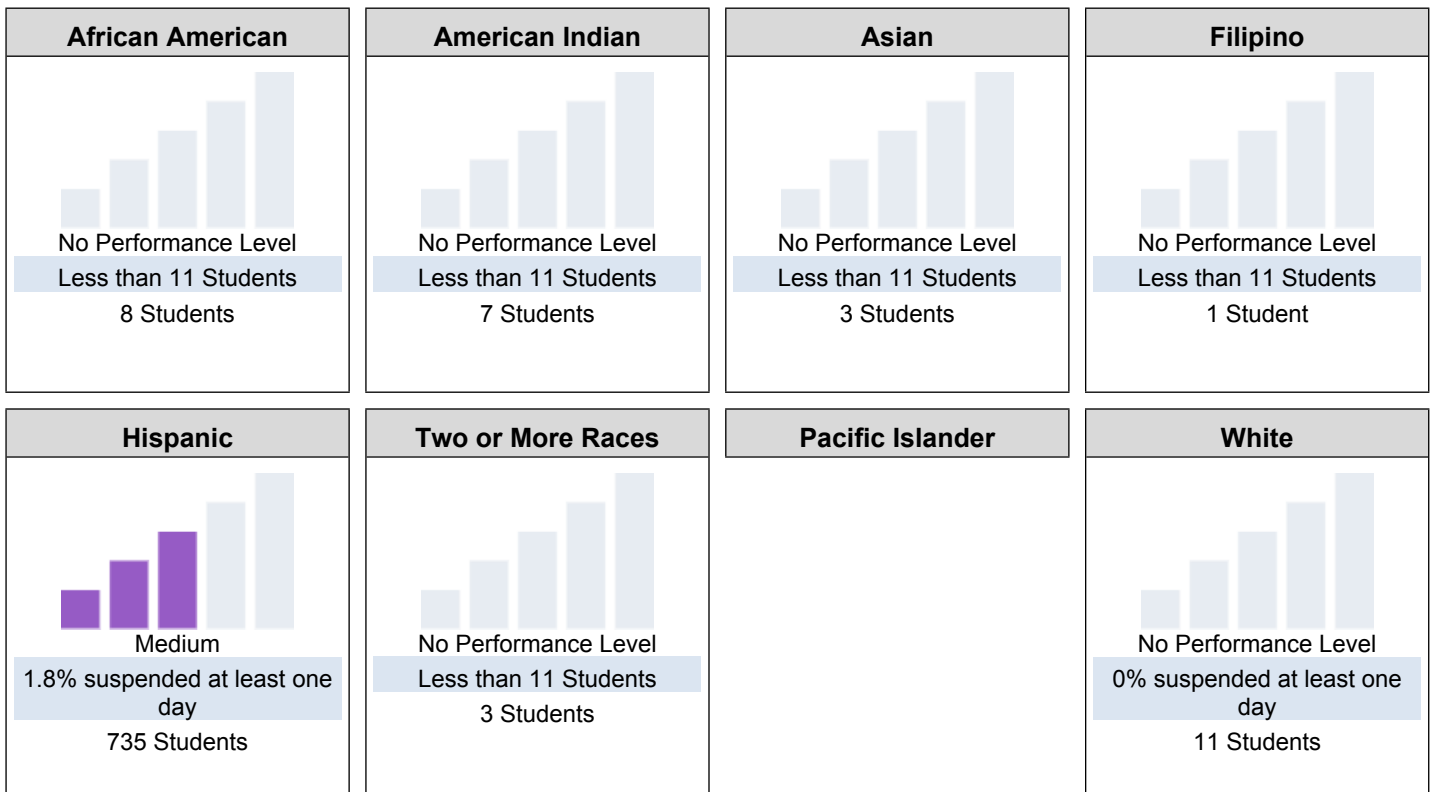 African American
No Performance Level
Less than 11 Students
8 Students
American Indian
No Performance Level
Less than 11 Students
7 Students
Asian
No Performance Level
Less than 11 Students
3 Students
Filipino
No Performance Level
Less than 11 Students
1 Student
Hispanic
Medium
1.8% suspended at least one
day
735 Students
Two or More Races
No Performance Level
Less than 11 Students
3 Students
Pacific Islander
White
No Performance Level
0% suspended at least one
day
11 Students